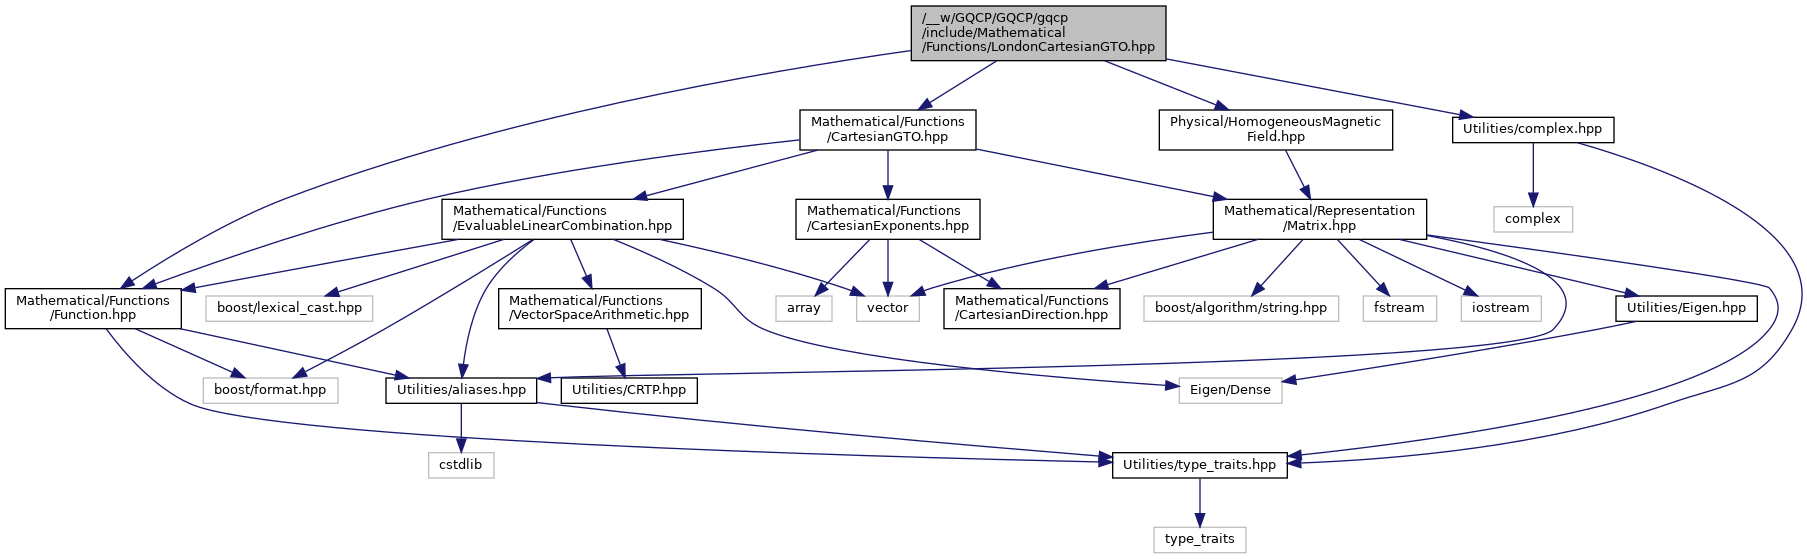 /__w/GQCP/GQCP/gqcp
/include/Mathematical
/Functions/LondonCartesianGTO.hpp
Mathematical/Functions
/CartesianGTO.hpp
Physical/HomogeneousMagnetic
Field.hpp
Utilities/complex.hpp
Mathematical/Functions
/EvaluableLinearCombination.hpp
Mathematical/Functions
/CartesianExponents.hpp
Mathematical/Representation
/Matrix.hpp
complex
Mathematical/Functions
/Function.hpp
boost/lexical_cast.hpp
Mathematical/Functions
/VectorSpaceArithmetic.hpp
array
vector
Mathematical/Functions
/CartesianDirection.hpp
boost/algorithm/string.hpp
fstream
iostream
Utilities/Eigen.hpp
boost/format.hpp
Utilities/aliases.hpp
Utilities/CRTP.hpp
Eigen/Dense
cstdlib
Utilities/type_traits.hpp
type_traits